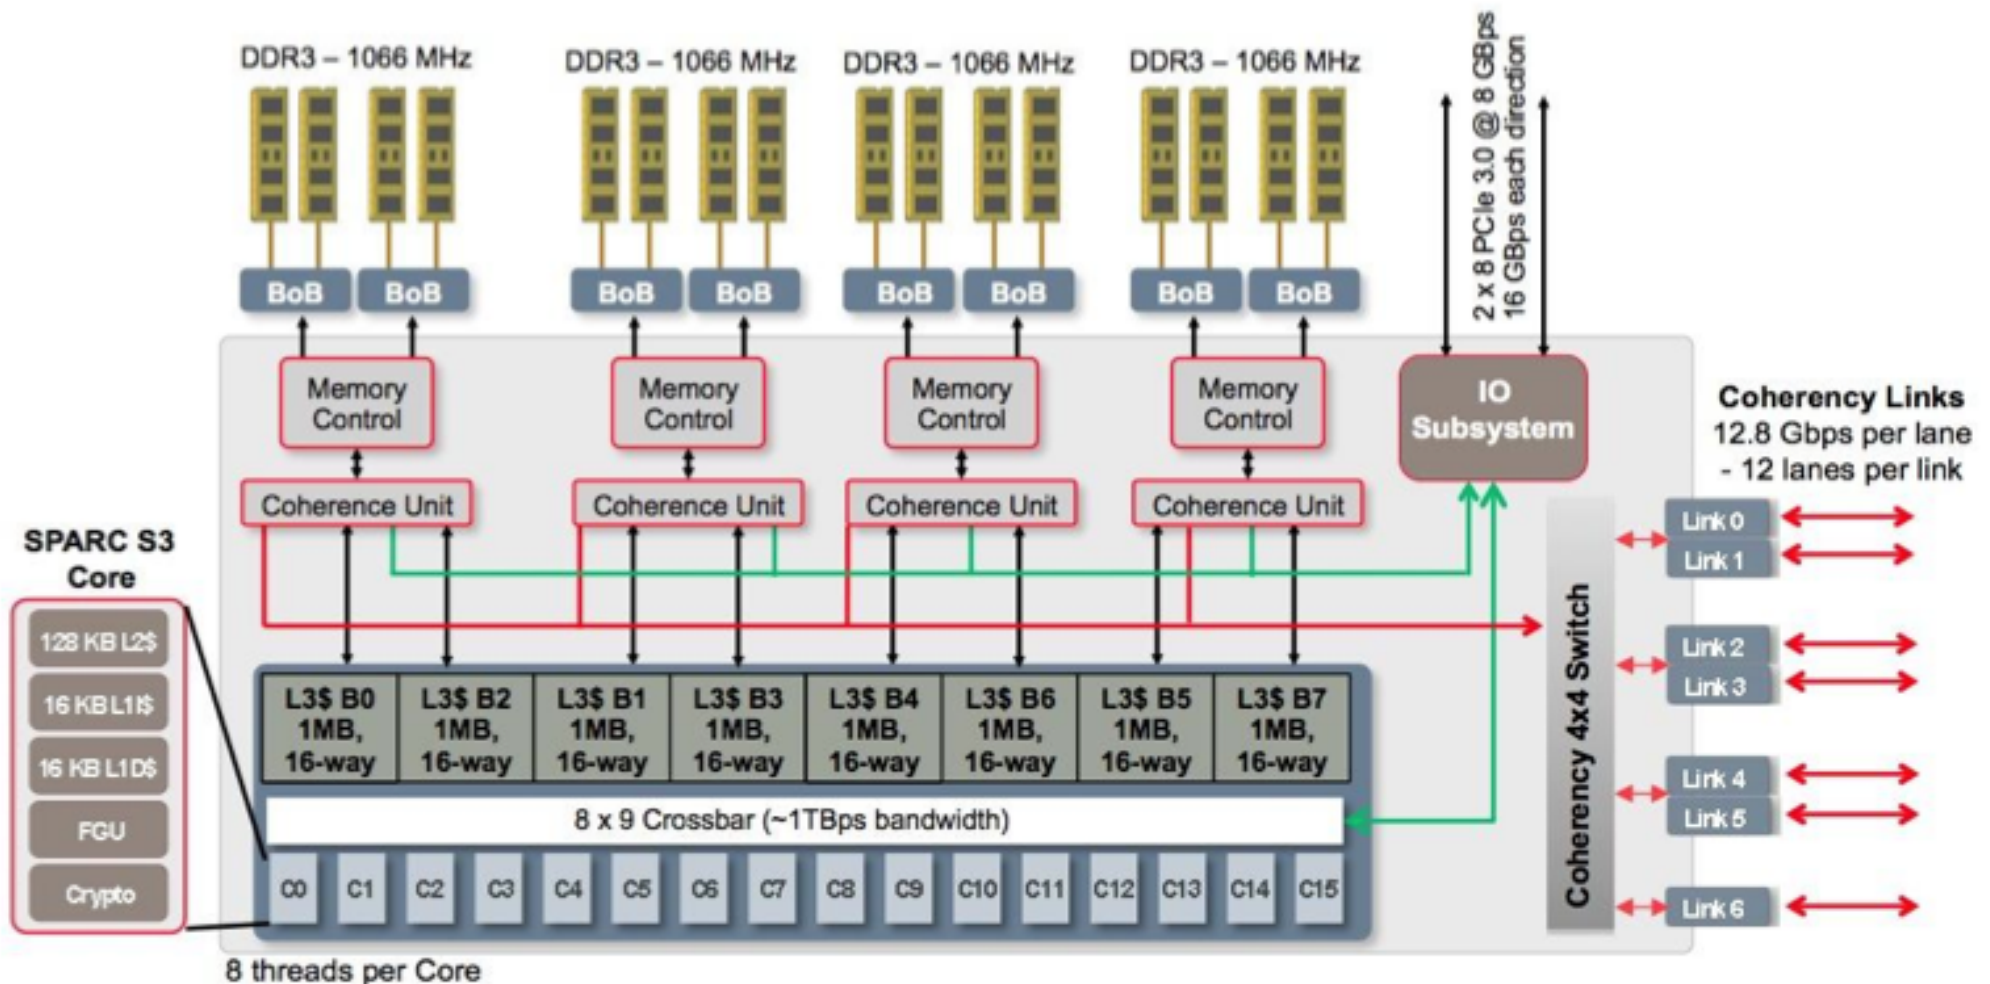 DDR3 – 1066 MHz
DDR3 – 1066 MHz
DDR3 – 1066 MHz
DDR3 – 1066 MHz
2 x 8 PCIe 3.0 @ 8 GBps
16 GBps each direction
BoB
BoB
BoB
BoB
BoB
BoB
BoB
BoB
Memory
Control
Memory
Control
Memory
Control
Memory
Control
IO
Subsystem
Coherency Links
12.8 Gbps per lane
- 12 lanes per link
Coherence Unit
Coherence Unit
Coherence Unit
Coherence Unit
Coherency 4x4 Switch
Link 0
Link 1
Link 2
Link 3
Link 4
Link 5
Link 6
SPARC S3
Core
128 KB L2$
16 KB L1I$
16 KB L1D$
FGU
Crypto
L3$ B0
1MB,
16-way
L3$ B2
1MB,
16-way
L3$ B1
1MB,
16-way
L3$ B3
1MB,
16-way
L3$ B4
1MB,
16-way
L3$ B6
1MB,
16-way
L3$ B5
1MB,
16-way
L3$ B7
1MB,
16-way
8 x 9 Crossbar (~1TBps bandwidth)
C0
C1
C2
C3
C4
C5
C6
C7
C8
C9
C10
C11
C12
C13
C14
C15
8 threads per Core